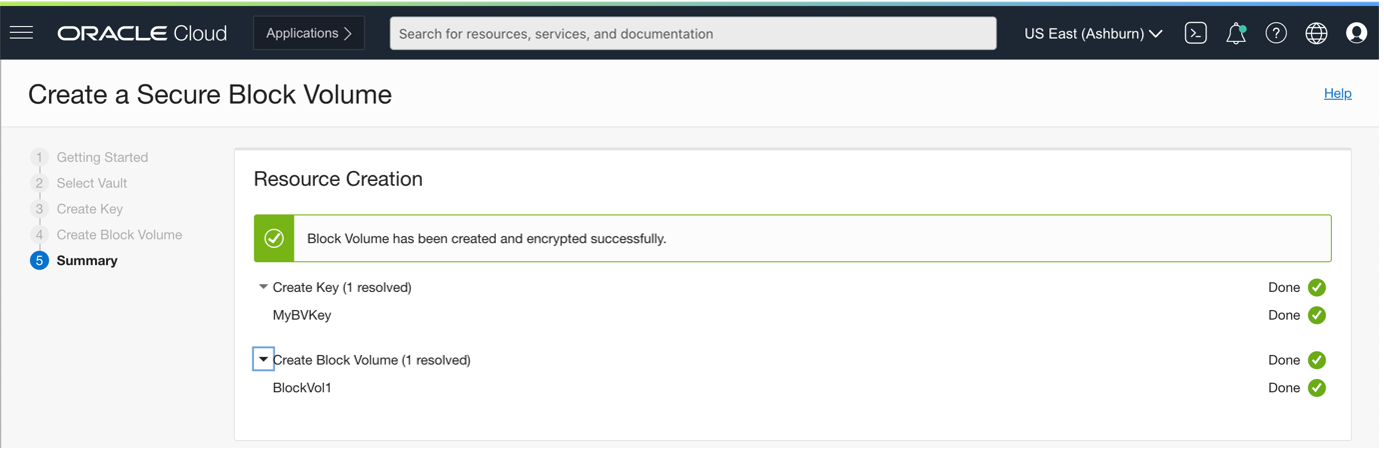 ORACLE Cloud
Applications
Search for resources, services, and documentation
US East (Ashburn)
Create a Secure Block Volume
Help
1 Getting Started
2 Select Vault
3 Create Key
4 Create Block Volume
5 Summary
Resource Creation
Block Volume has been created and encrypted successfully.
Create Key (1 resolved) Done
MyBVKey Done
Create Block Volume (1 resolved) Done
BlockVol1 Done